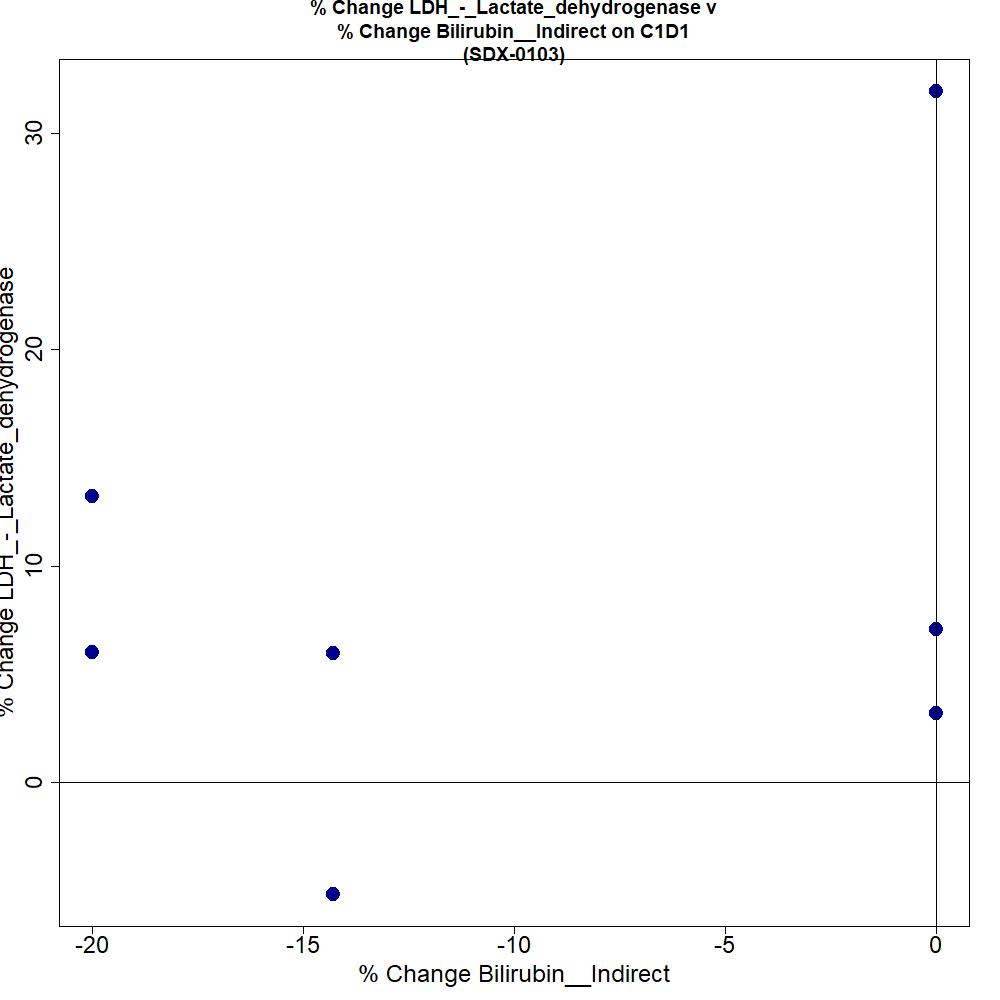 % Change LDH_-_Lactate_dehydrogenase v
% Change Bilirubin__Indirect on C1D1
(SDX-0103)
% Change LDH_-_Lactate_dehydrogenase
30
20
10
0
-20 -15 -10 -5 0
% Change Bilirubin__Indirect